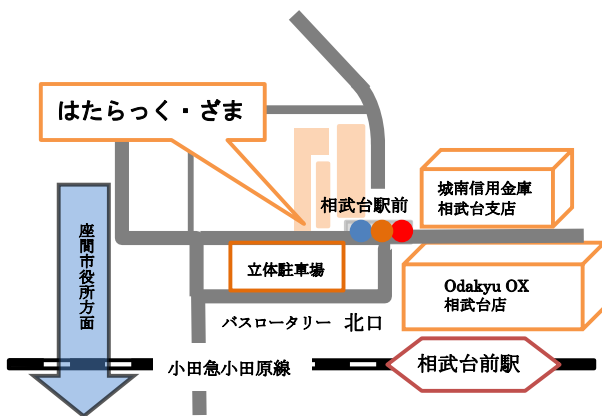 はたらっく・ざま
相武台駅前
城南信用金庫
相武台支店
座間市役所方面
立体駐車場
Odakyu OX
相武台店
バスロータリー 北口
小田急小田原線
相武台前駅